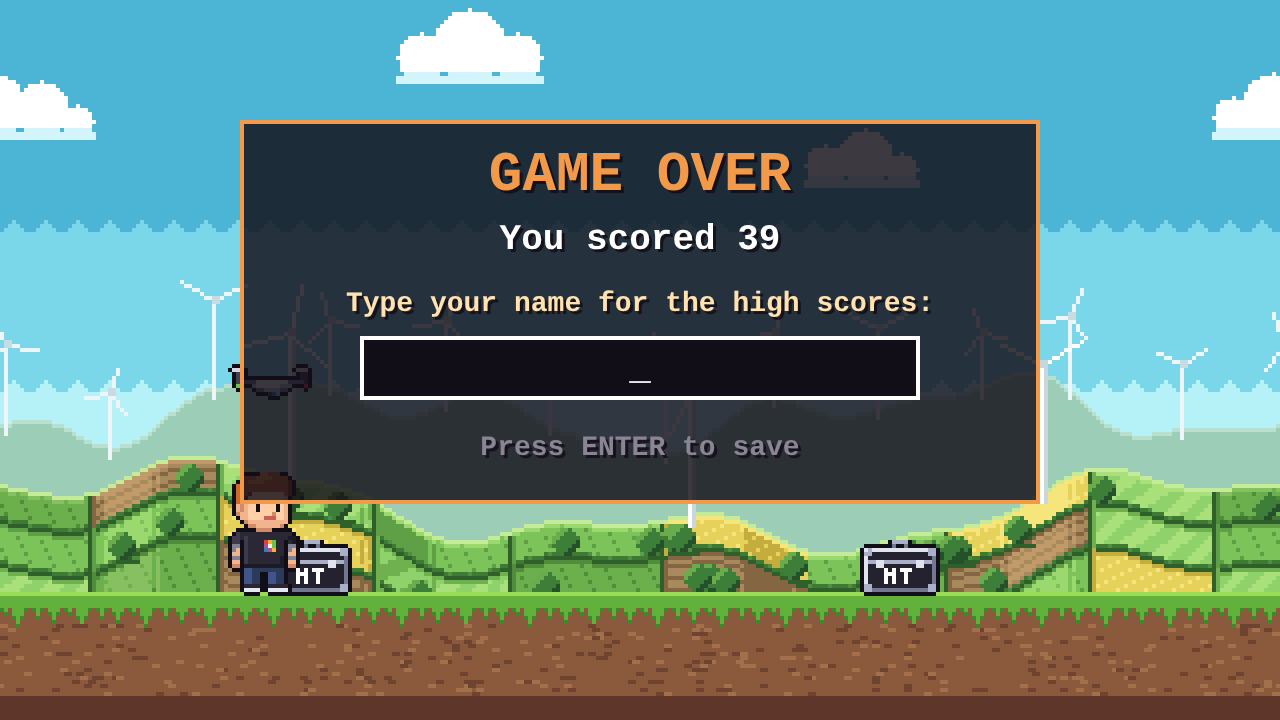 GAME OVER
You scored 39
Type your name for the high scores:
_
Press ENTER to save
HT
HT